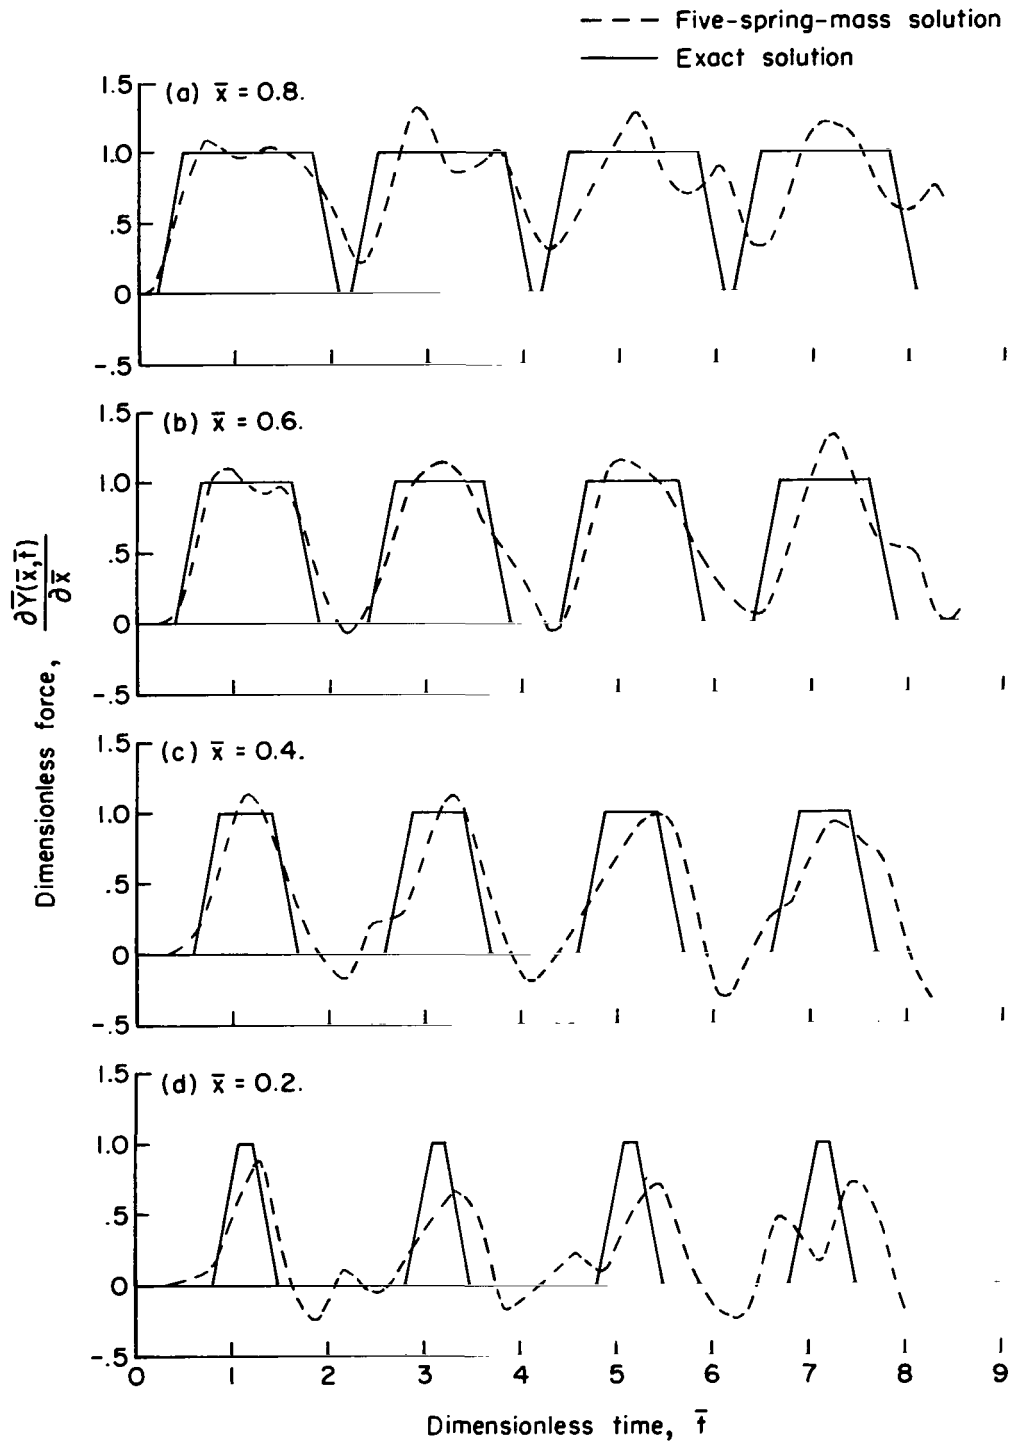 Five-spring-mass solution
Exact solution
1.5
(a) x̄ = 0.8.
1.0
.5
0
-.5
1.5
(b) x̄ = 0.6.
1.0
.5
0
-.5
Dimensionless force, ∂Ȳ(x̄,t̄)/∂x̄
1.5
(c) x̄ = 0.4.
1.0
.5
0
-.5
1.5
(d) x̄ = 0.2.
1.0
.5
0
-.5
0 1 2 3 4 5 6 7 8 9
Dimensionless time, t̄